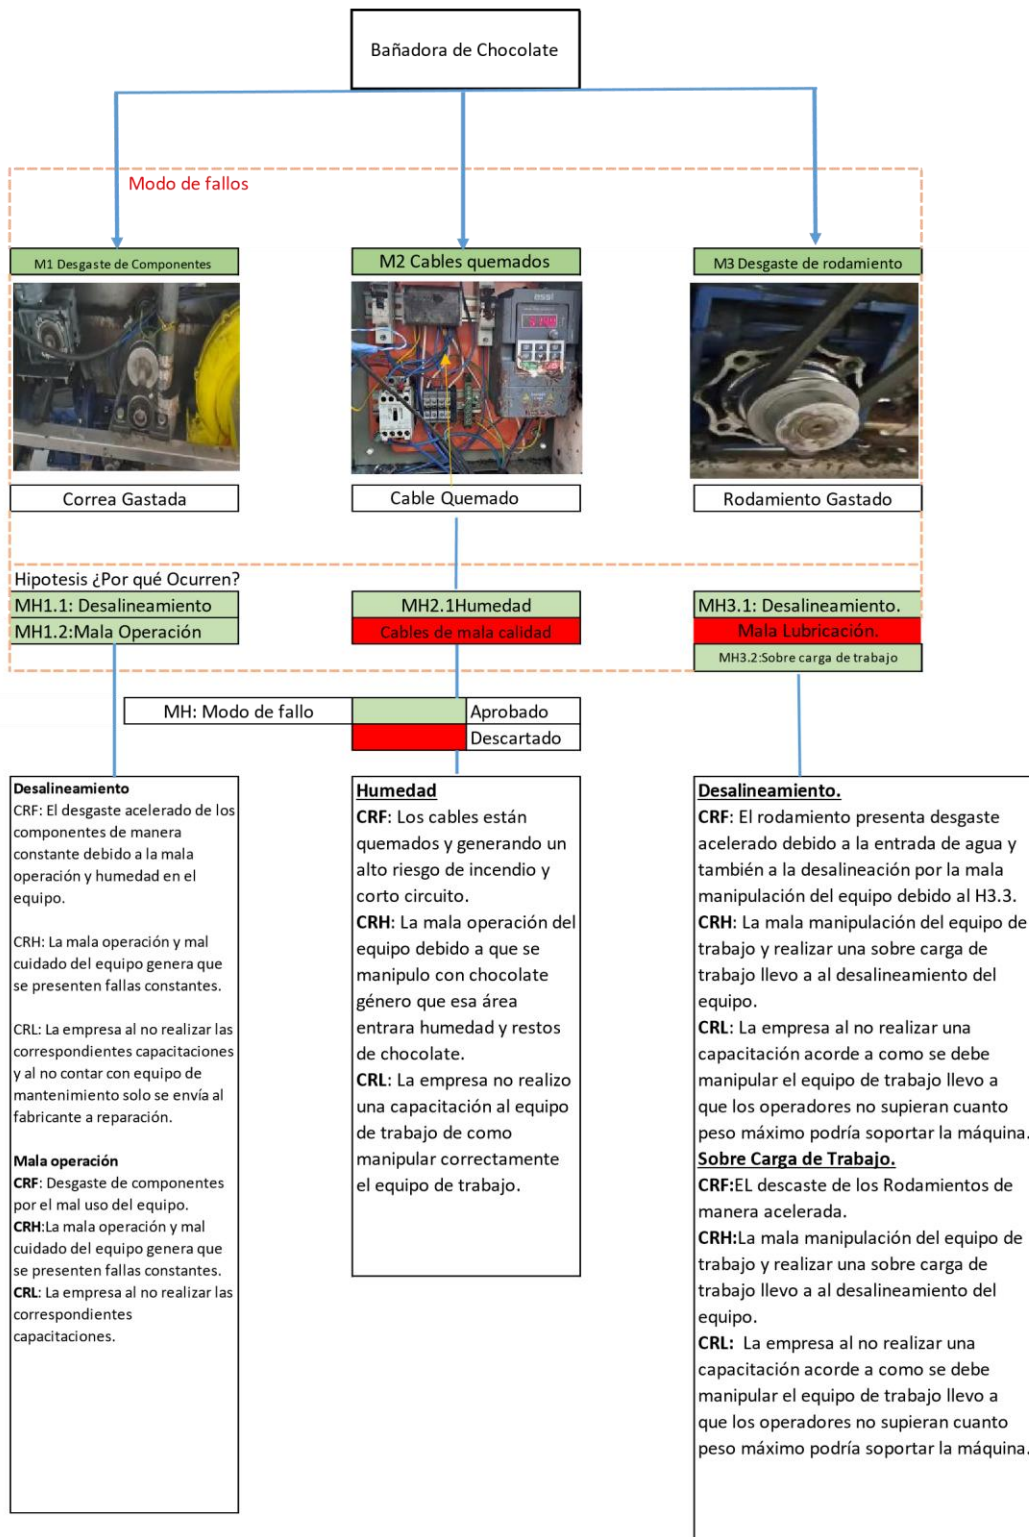 Bañadora de Chocolate
Modo de fallos
M1 Desgaste de Componentes
M2 Cables quemados
M3 Desgaste de rodamiento
Correa Gastada
Cable Quemado
Rodamiento Gastado
Hipotesis ¿Por qué Ocurren?
MH1.1: Desalineamiento
MH1.2:Mala Operación
MH2.1Humedad
Cables de mala calidad
MH3.1: Desalineamiento.
Mala Lubricación.
MH3.2:Sobre carga de trabajo
MH: Modo de fallo
Aprobado
Descartado
Desalineamiento
CRF: El desgaste acelerado de los
componentes de manera
constante debido a la mala
operación y humedad en el
equipo.
CRH: La mala operación y mal
cuidado del equipo genera que
se presenten fallas constantes.
CRL: La empresa al no realizar las
correspondientes capacitaciones
y al no contar con equipo de
mantenimiento solo se envía al
fabricante a reparación.
Mala operación
CRF: Desgaste de componentes
por el mal uso del equipo.
CRH:La mala operación y mal
cuidado del equipo genera que
se presenten fallas constantes.
CRL: La empresa al no realizar las
correspondientes
capacitaciones.
Humedad
CRF: Los cables están
quemados y generando un
alto riesgo de incendio y
corto circuito.
CRH: La mala operación del
equipo debido a que se
manipulo con chocolate
género que esa área
entrara humedad y restos
de chocolate.
CRL: La empresa no realizo
una capacitación al equipo
de trabajo de como
manipular correctamente
el equipo de trabajo.
Desalineamiento.
CRF: El rodamiento presenta desgaste
acelerado debido a la entrada de agua y
también a la desalineación por la mala
manipulación del equipo debido al H3.3.
CRH: La mala manipulación del equipo de
trabajo y realizar una sobre carga de
trabajo llevo a al desalineamiento del
equipo.
CRL: La empresa al no realizar una
capacitación acorde a como se debe
manipular el equipo de trabajo llevo a
que los operadores no supieran cuanto
peso máximo podría soportar la máquina.
Sobre Carga de Trabajo.
CRF:EL descaste de los Rodamientos de
manera acelerada.
CRH:La mala manipulación del equipo de
trabajo y realizar una sobre carga de
trabajo llevo a al desalineamiento del
equipo.
CRL: La empresa al no realizar una
capacitación acorde a como se debe
manipular el equipo de trabajo llevo a
que los operadores no supieran cuanto
peso máximo podría soportar la máquina.